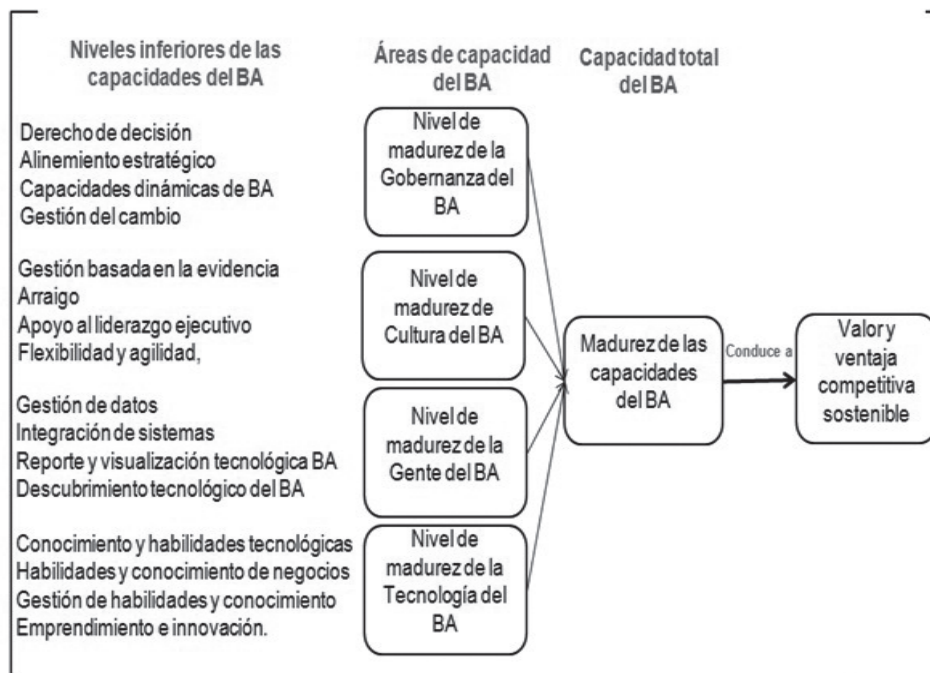 Niveles inferiores de las
capacidades del BA
Áreas de capacidad
del BA
Capacidad total
del BA
Derecho de decisión
Alinemiento estratégico
Capacidades dinámicas de BA
Gestión del cambio
Nivel de
madurez de la
Gobernanza del
BA
Gestión basada en la evidencia
Arraigo
Apoyo al liderazgo ejecutivo
Flexibilidad y agilidad,
Nivel de
madurez de
Cultura del BA
Gestión de datos
Integración de sistemas
Reporte y visualización tecnológica BA
Descubrimiento tecnológico del BA
Nivel de
madurez de la
Gente del BA
Conocimiento y habilidades tecnológicas
Habilidades y conocimiento de negocios
Gestión de habilidades y conocimiento
Emprendimiento e innovación.
Nivel de
madurez de la
Tecnología del
BA
Madurez de las
capacidades
del BA
Conduce a
Valor y
ventaja
competitiva
sostenible